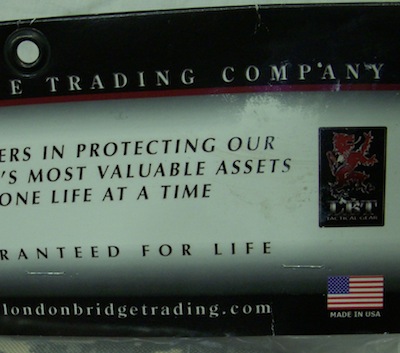 E TRADING COMPANY
ERS IN PROTECTING OUR
'S MOST VALUABLE ASSETS
ONE LIFE AT A TIME
LBT
TACTICAL GEAR
RANTEED FOR LIFE
londonbridgetrading.com
MADE IN USA